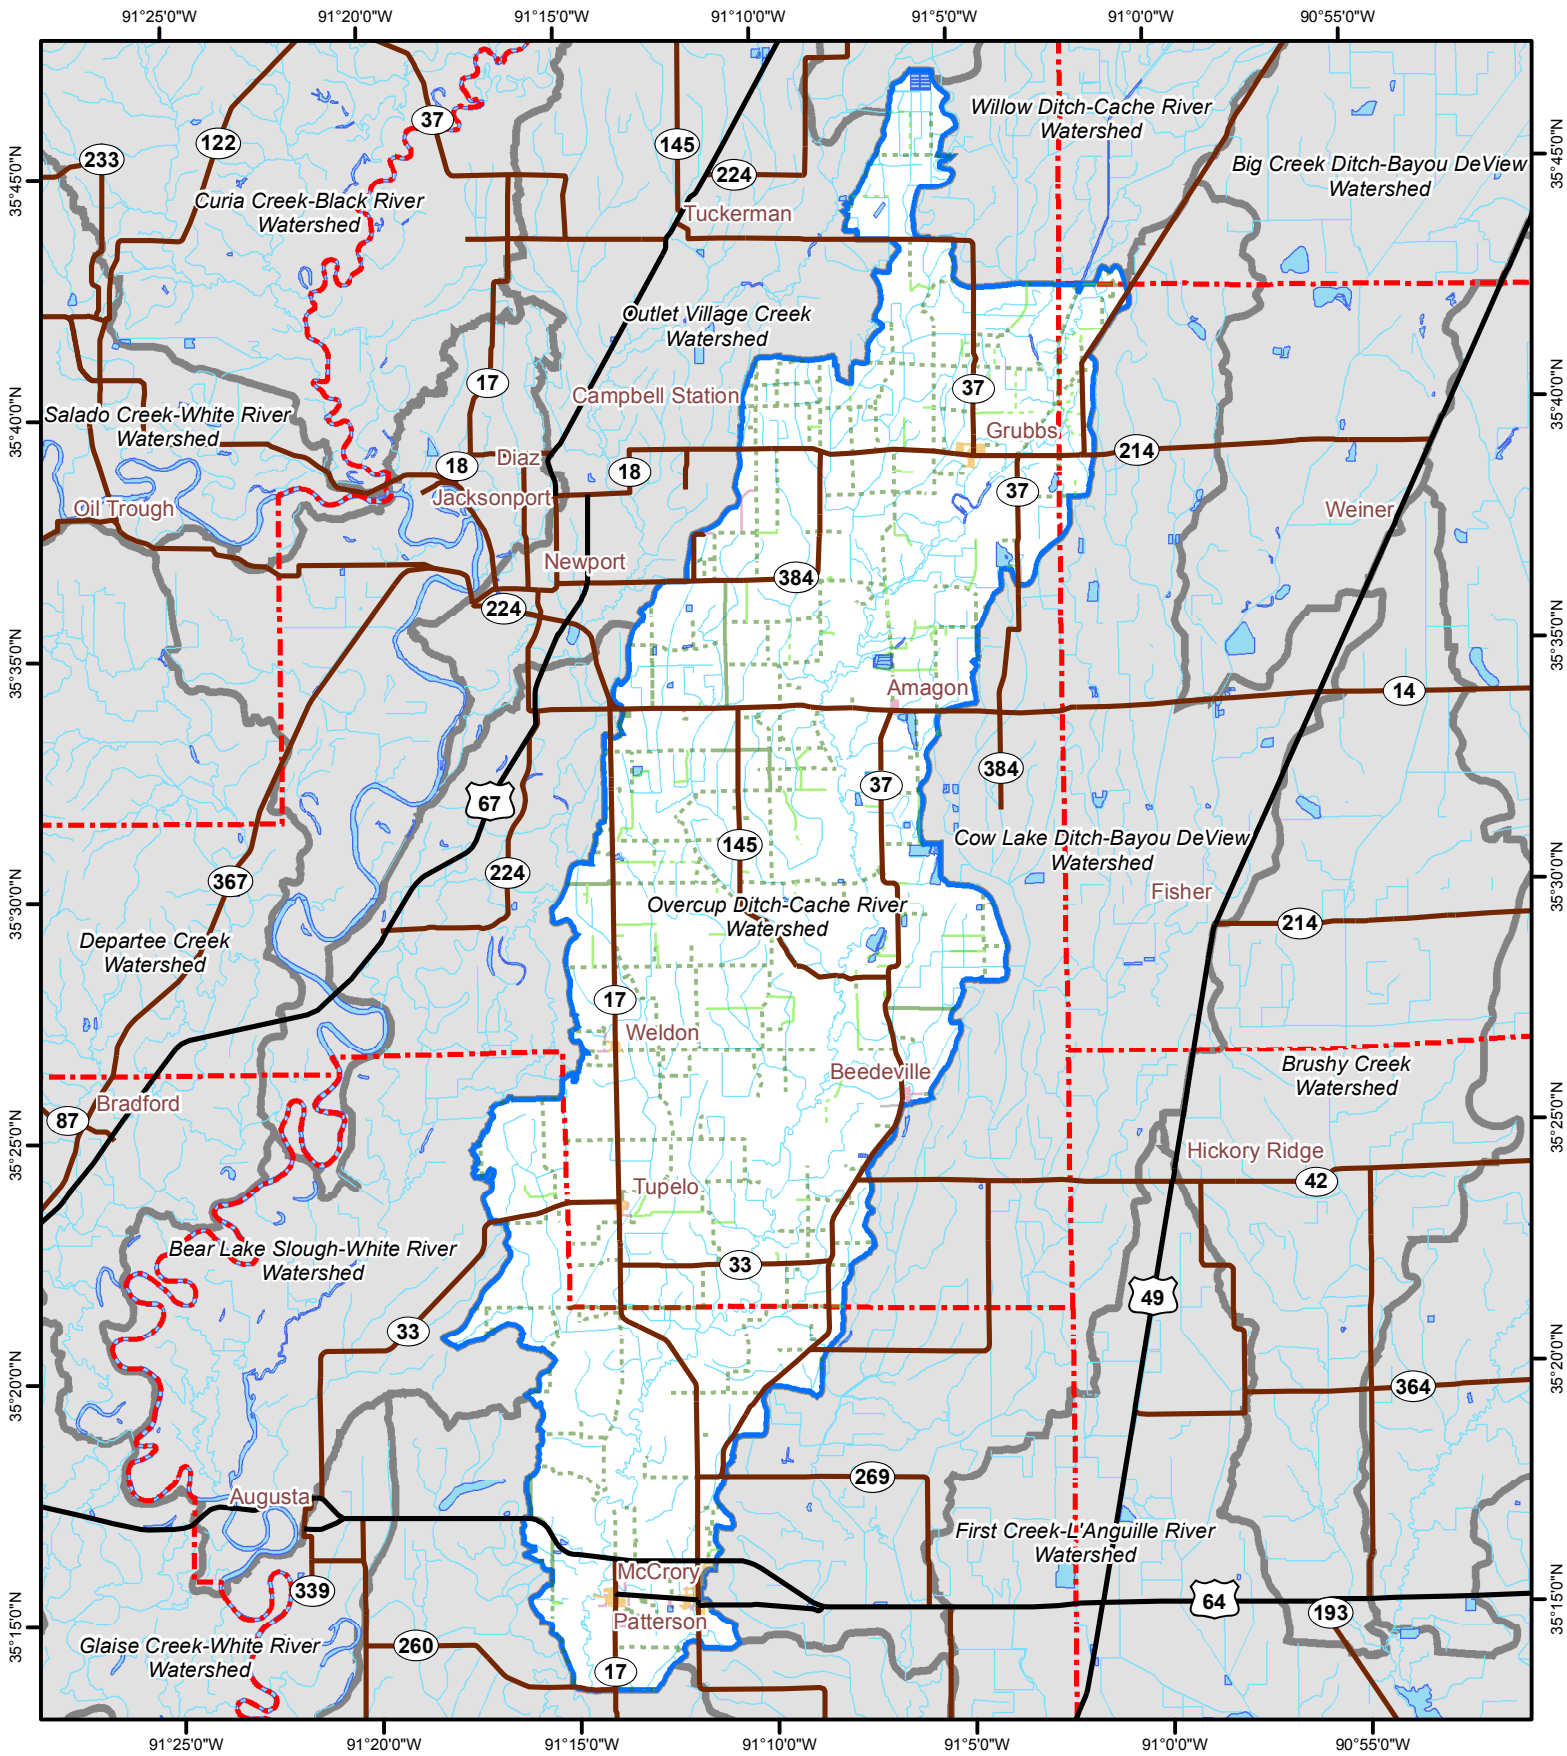 91°25'0"W
91°20'0"W
91°15'0"W
91°10'0"W
91°5'0"W
91°0'0"W
90°55'0"W
Willow Ditch-Cache River
Watershed
37
122
145
233
35°45'0"N
35°45'0"N
Big Creek Ditch-Bayou DeView
Watershed
224
Curia Creek-Black River
Watershed
Tuckerman
Outlet Village Creek
Watershed
17
37
Campbell Station
35°40'0"N
35°40'0"N
Salado Creek-White River
Watershed
Grubbs
214
Diaz
18
18
Jacksonport
37
Oil Trough
Weiner
Newport
384
224
35°35'0"N
35°35'0"N
Amagon
14
384
37
67
Cow Lake Ditch-Bayou DeView
Watershed
145
224
367
Fisher
35°30'0"N
35°30'0"N
Overcup Ditch-Cache River
Watershed
214
Departee Creek
Watershed
17
Weldon
Beedeville
Brushy Creek
Watershed
Bradford
87
35°25'0"N
35°25'0"N
Hickory Ridge
42
Tupelo
Bear Lake Slough-White River
Watershed
33
49
33
35°20'0"N
35°20'0"N
364
269
Augusta
First Creek-L'Anguille River
Watershed
McCrory
339
64
193
35°15'0"N
35°15'0"N
Patterson
Glaise Creek-White River
Watershed
260
17
91°25'0"W
91°20'0"W
91°15'0"W
91°10'0"W
91°5'0"W
91°0'0"W
90°55'0"W